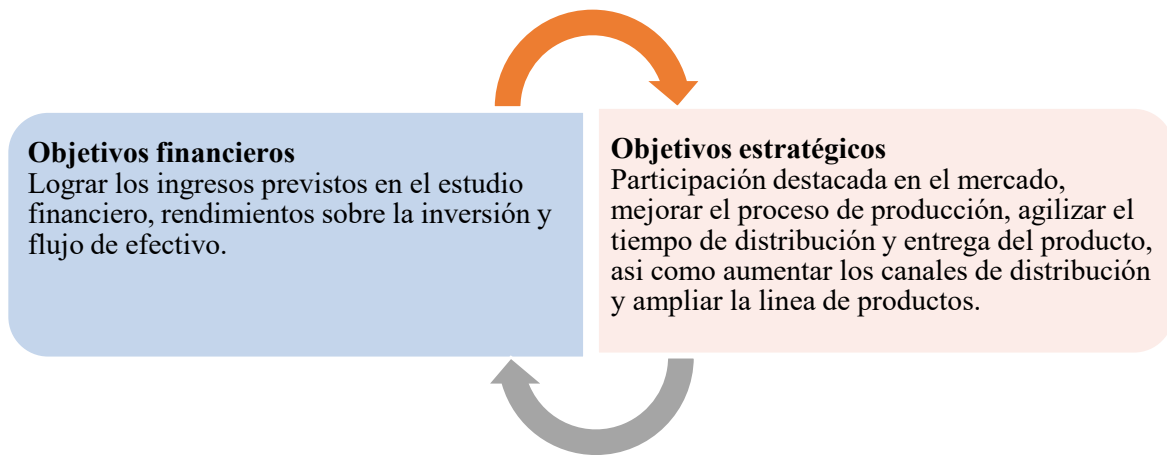 Objetivos financieros
Lograr los ingresos previstos en el estudio
financiero, rendimientos sobre la inversión y
flujo de efectivo.
Objetivos estratégicos
Participación destacada en el mercado,
mejorar el proceso de producción, agilizar el
tiempo de distribución y entrega del producto,
asi como aumentar los canales de distribución
y ampliar la linea de productos.